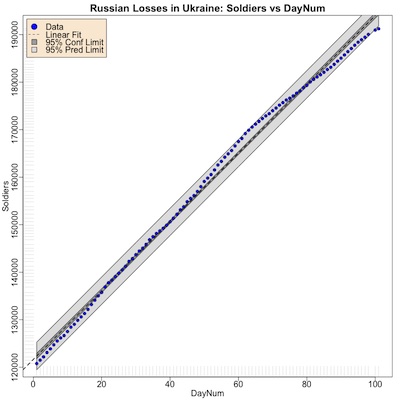 Russian Losses in Ukraine: Soldiers vs DayNum
Data
Linear Fit
95% Conf Limit
95% Pred Limit
Soldiers
190000
180000
170000
160000
150000
140000
130000
120000
0 20 40 60 80 100
DayNum